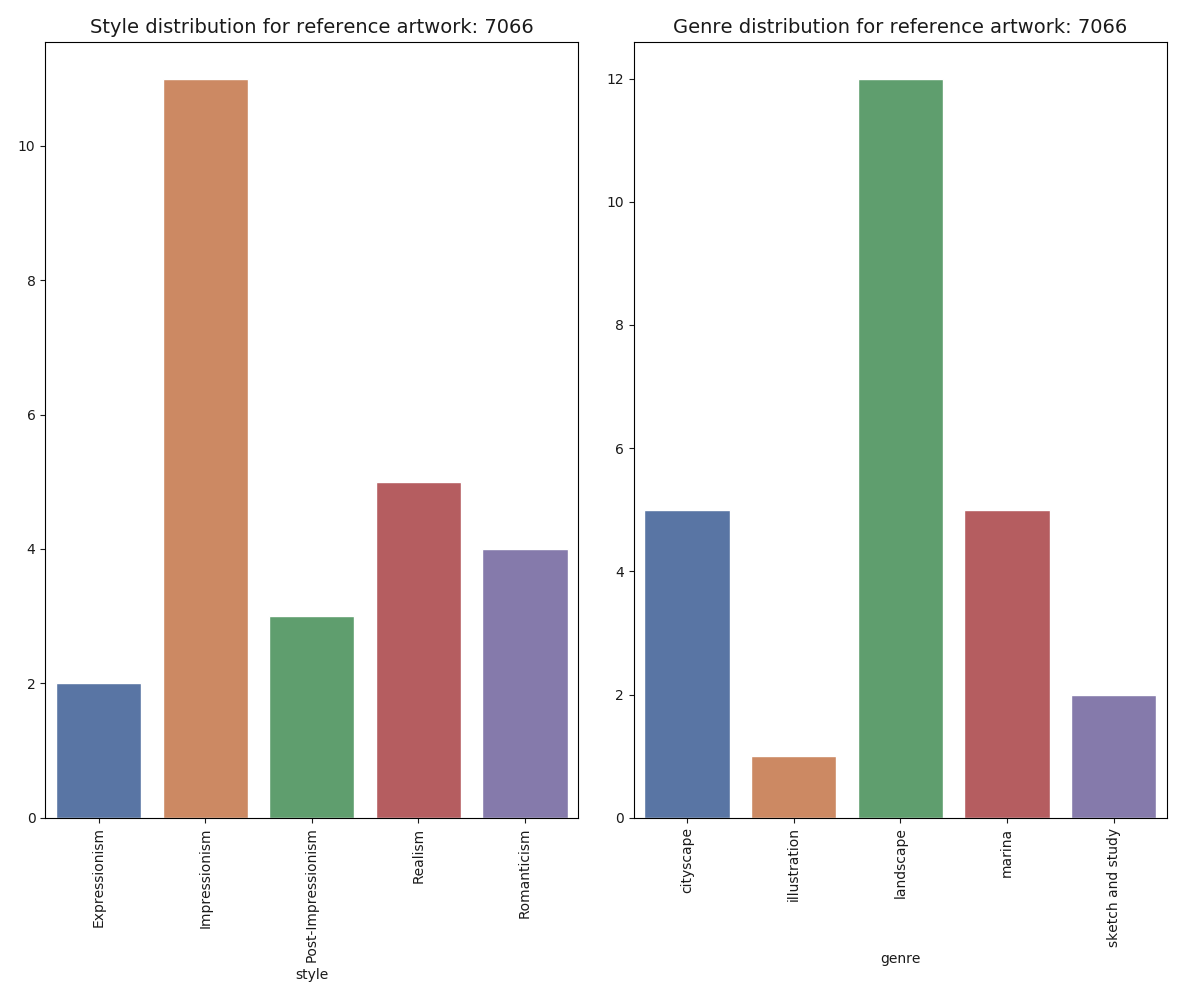 Style distribution for reference artwork: 7066
10
8
6
4
2
0
Expressionism
Impressionism
Post-Impressionism
Realism
Romanticism
style
Genre distribution for reference artwork: 7066
12
10
8
6
4
2
0
cityscape
illustration
landscape
marina
sketch and study
genre